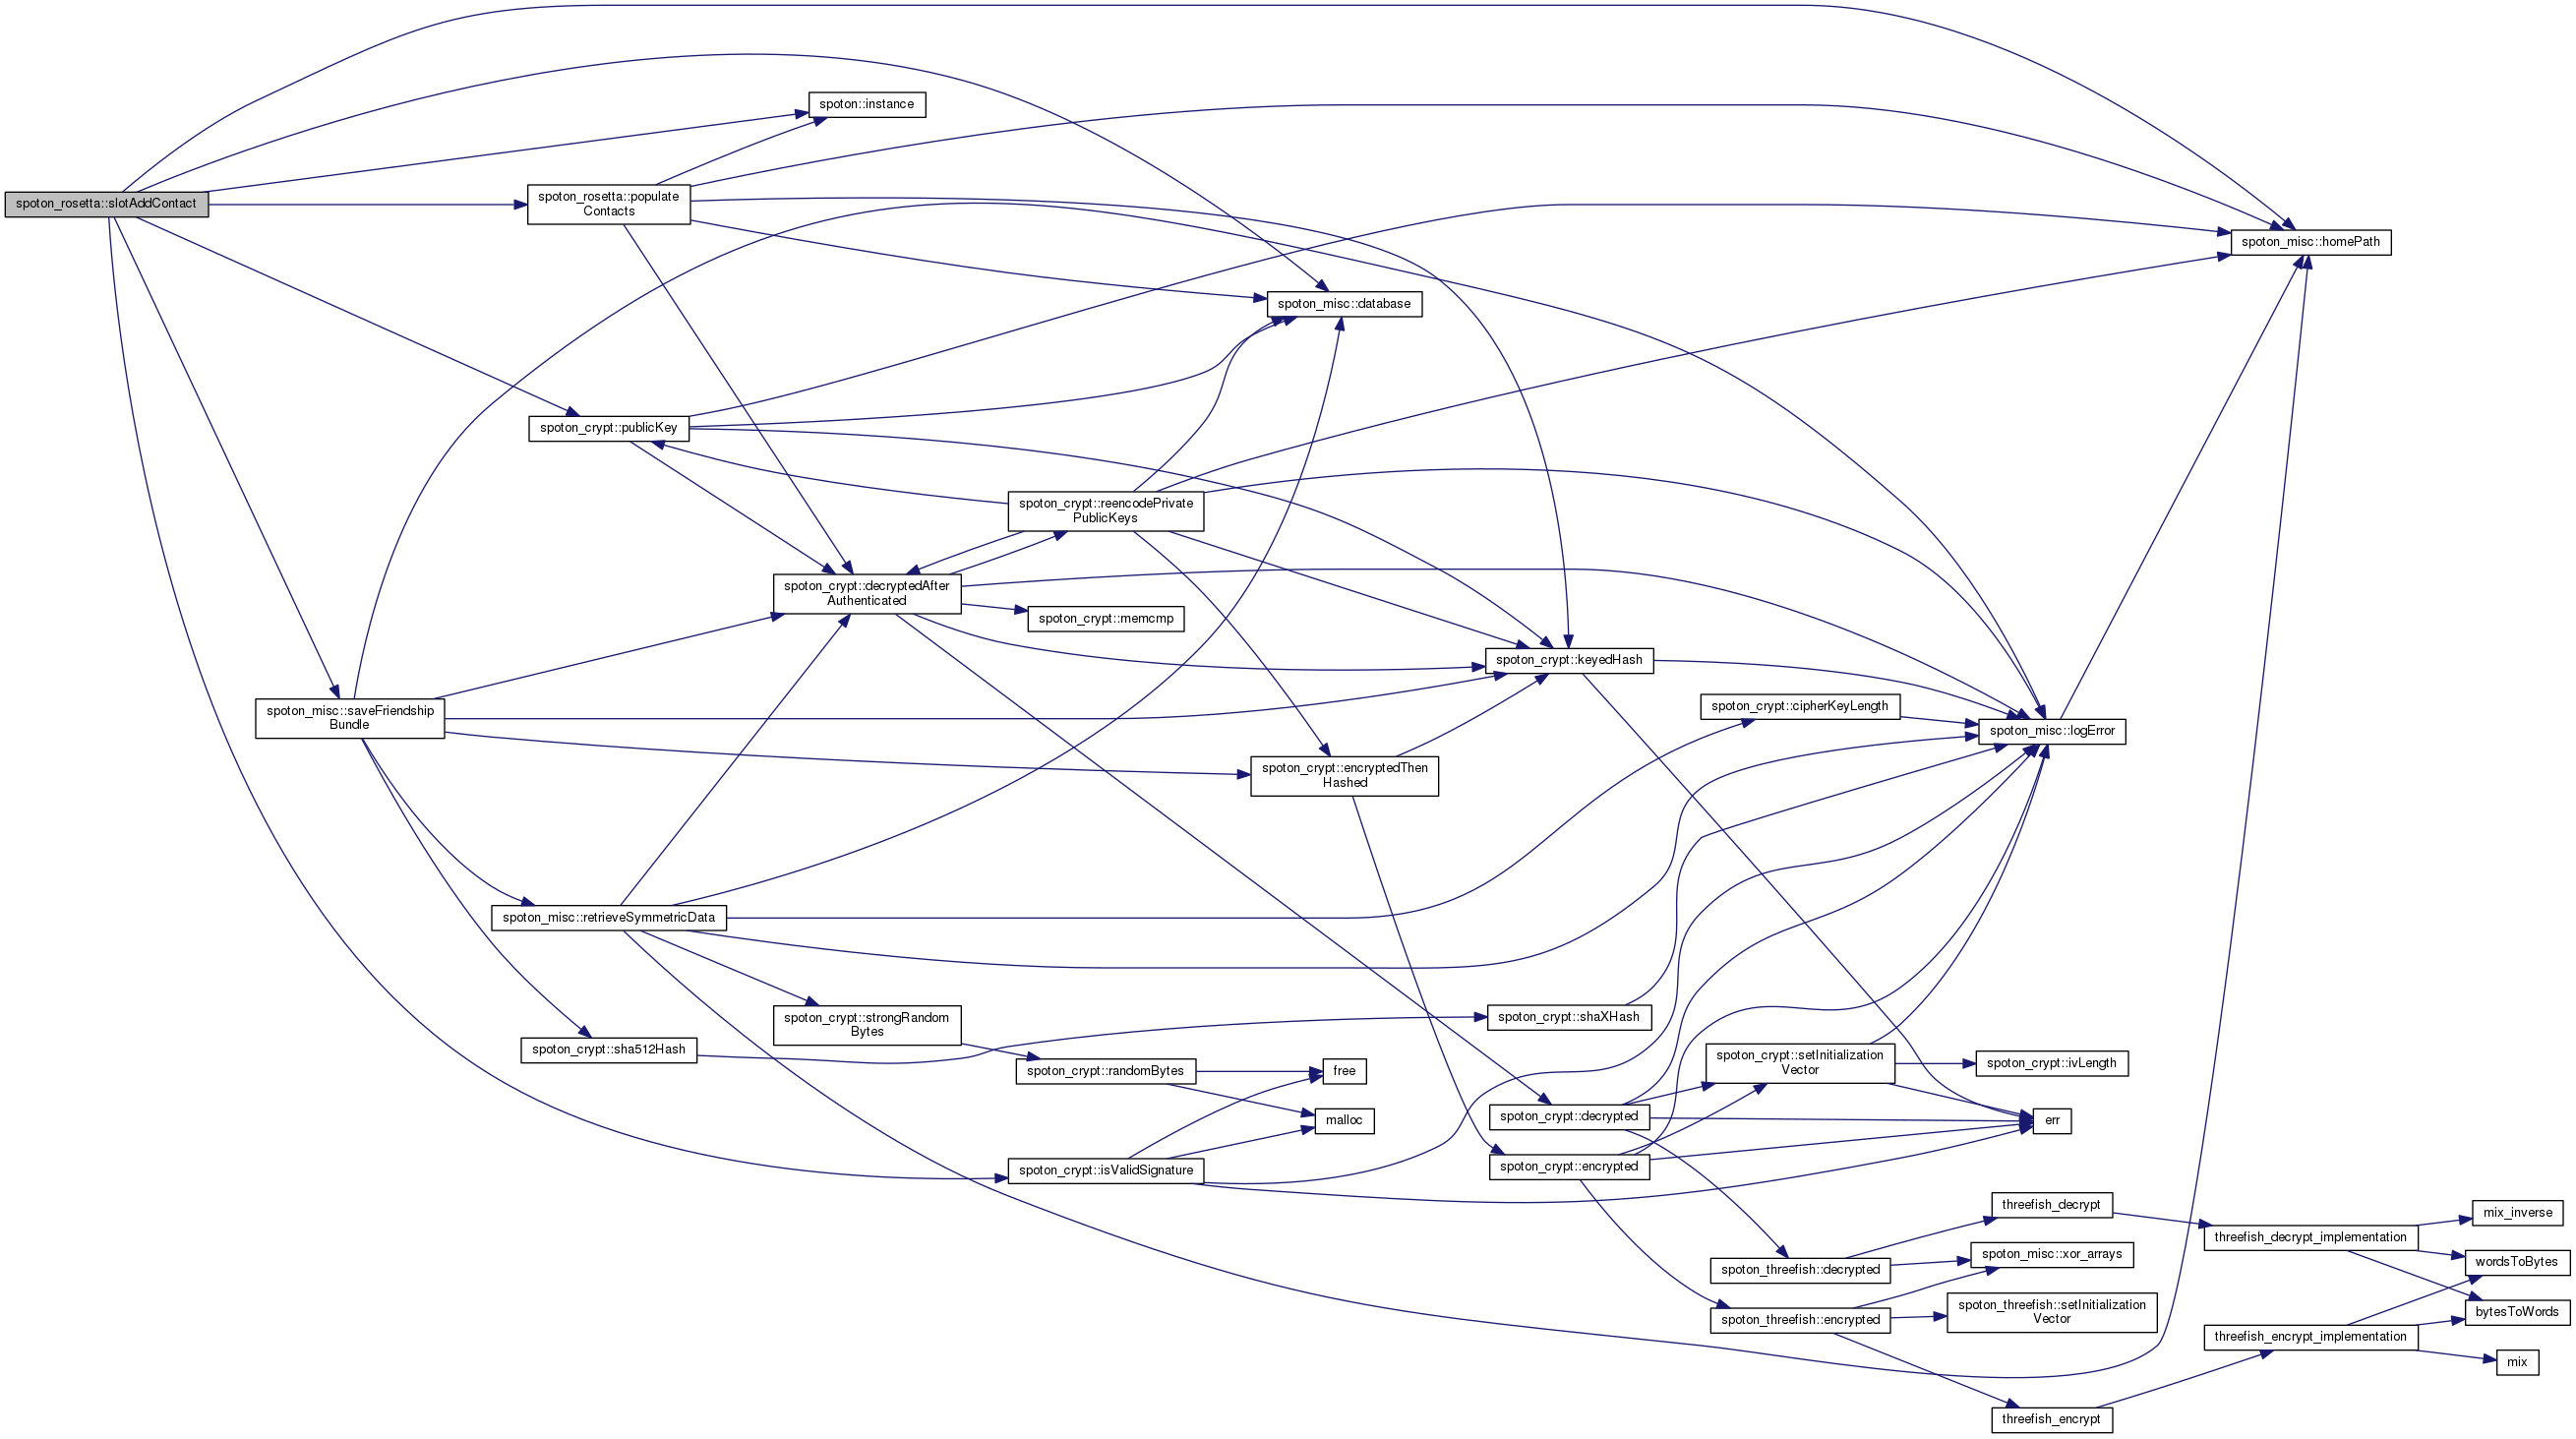 spoton::instance
spoton_rosetta::slotAddContact
spoton_rosetta::populate
Contacts
spoton_misc::homePath
spoton_misc::database
spoton_crypt::publicKey
spoton_crypt::reencodePrivate
PublicKeys
spoton_crypt::decryptedAfter
Authenticated
spoton_crypt::memcmp
spoton_crypt::keyedHash
spoton_misc::saveFriendship
Bundle
spoton_crypt::cipherKeyLength
spoton_misc::logError
spoton_crypt::encryptedThen
Hashed
spoton_misc::retrieveSymmetricData
spoton_crypt::strongRandom
Bytes
spoton_crypt::shaXHash
spoton_crypt::sha512Hash
spoton_crypt::randomBytes
free
spoton_crypt::setInitialization
Vector
spoton_crypt::ivLength
malloc
spoton_crypt::decrypted
err
spoton_crypt::isValidSignature
spoton_crypt::encrypted
threefish_decrypt
mix_inverse
threefish_decrypt_implementation
spoton_misc::xor_arrays
wordsToBytes
spoton_threefish::decrypted
spoton_threefish::setInitialization
Vector
bytesToWords
spoton_threefish::encrypted
threefish_encrypt_implementation
mix
threefish_encrypt